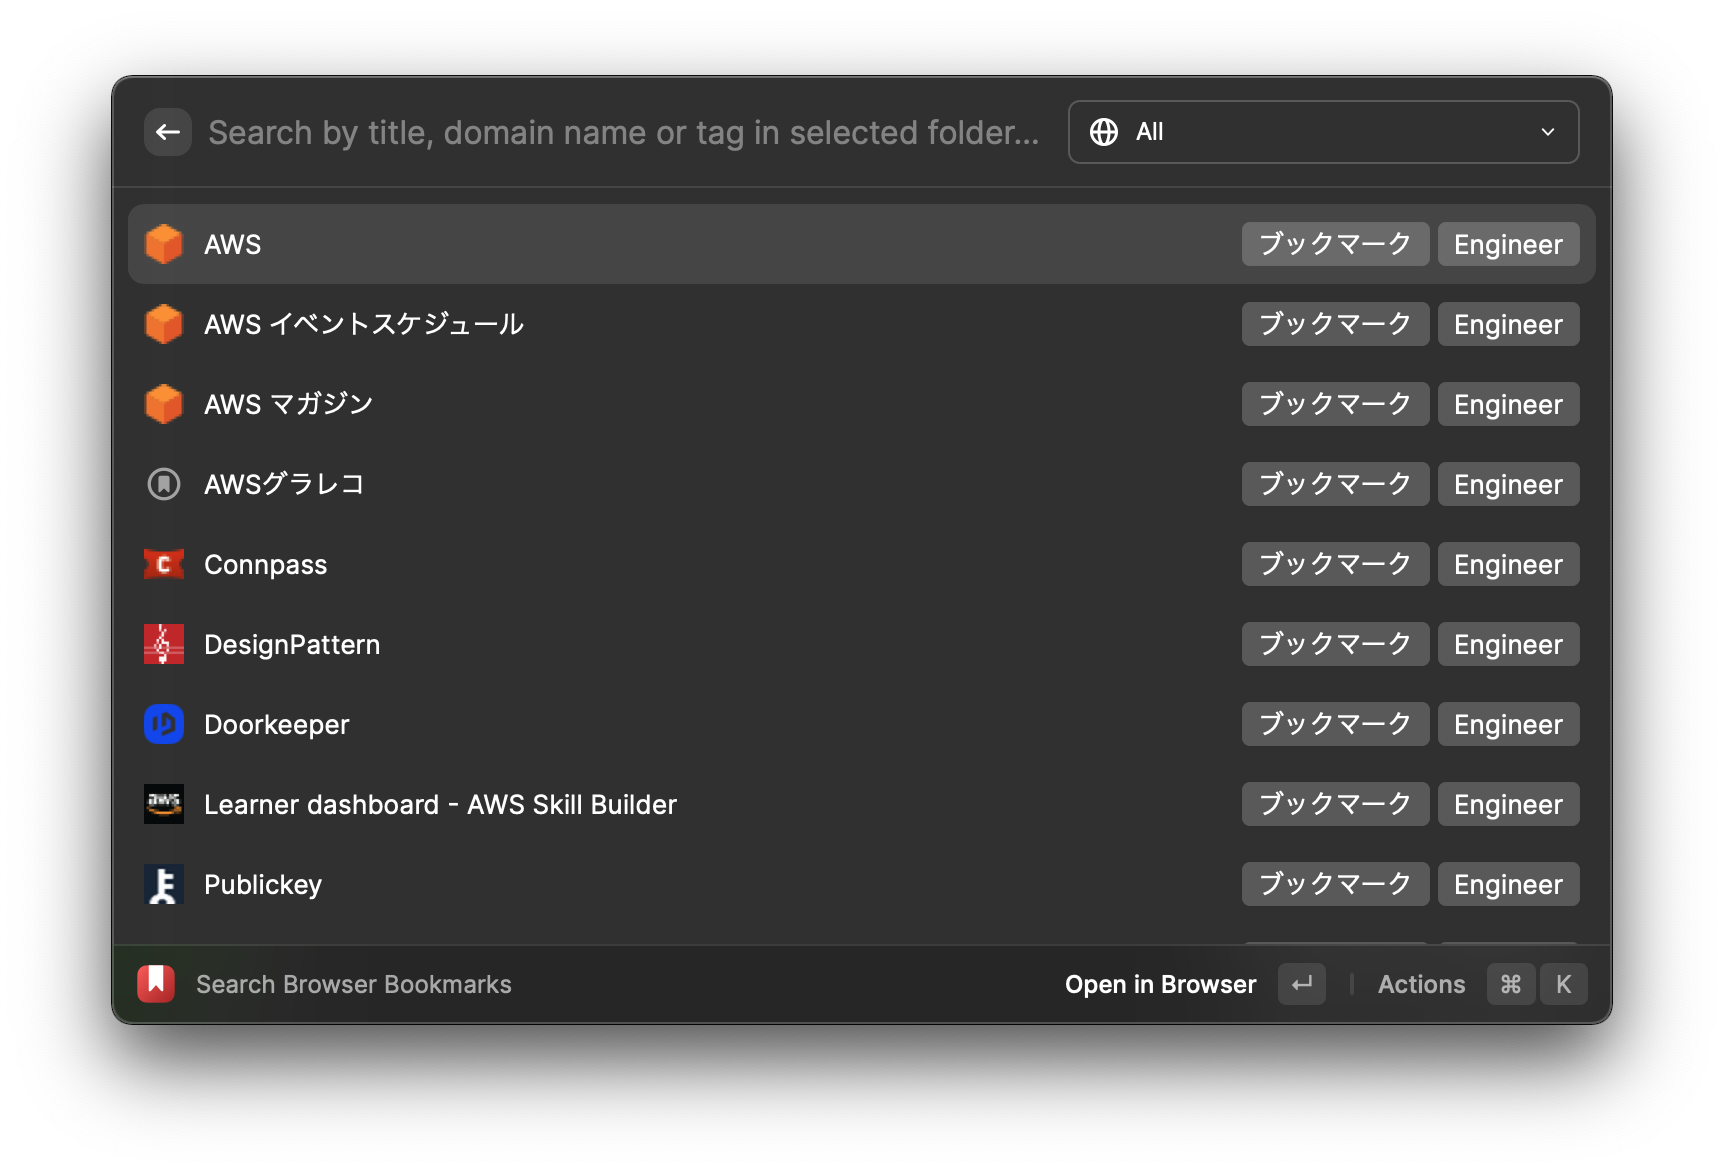 Search by title, domain name or tag in selected folder...
All
AWS ブックマーク Engineer
AWS イベントスケジュール ブックマーク Engineer
AWS マガジン ブックマーク Engineer
AWSグラレコ ブックマーク Engineer
C Connpass ブックマーク Engineer
DesignPattern ブックマーク Engineer
Doorkeeper ブックマーク Engineer
aws Learner dashboard - AWS Skill Builder ブックマーク Engineer
Publickey ブックマーク Engineer
Search Browser Bookmarks Open in Browser ↵ Actions ⌘ K